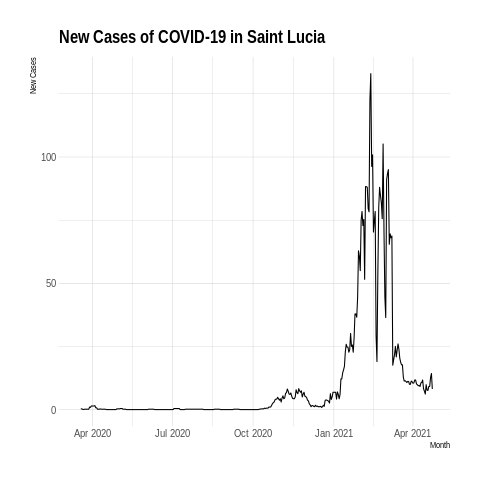 New Cases of COVID-19 in Saint Lucia
New Cases
100
50
0
Apr 2020 Jul 2020 Oct 2020 Jan 2021 Apr 2021
Month